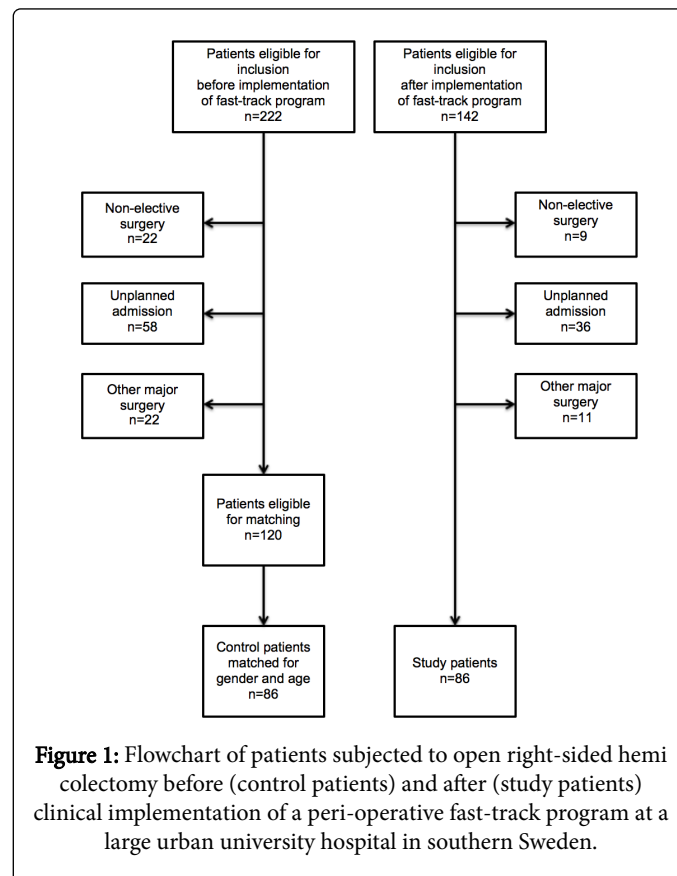 Patients eligible for
inclusion
before implementation
of fast-track program
n=222
Patients eligible for
inclusion
after implementation
of fast-track program
n=142
Non-elective surgery
n=22
Non-elective surgery
n=9
Unplanned
admission
n=58
Unplanned
admission
n=36
Other major
surgery
n=22
Other major
surgery
n=11
Patients eligible
for matching
n=120
Control patients
matched for
gender and age
n=86
Study patients
n=86
Figure 1: Flowchart of patients subjected to open right-sided hemi
colectomy before (control patients) and after (study patients)
clinical implementation of a peri-operative fast-track program at a
large urban university hospital in southern Sweden.